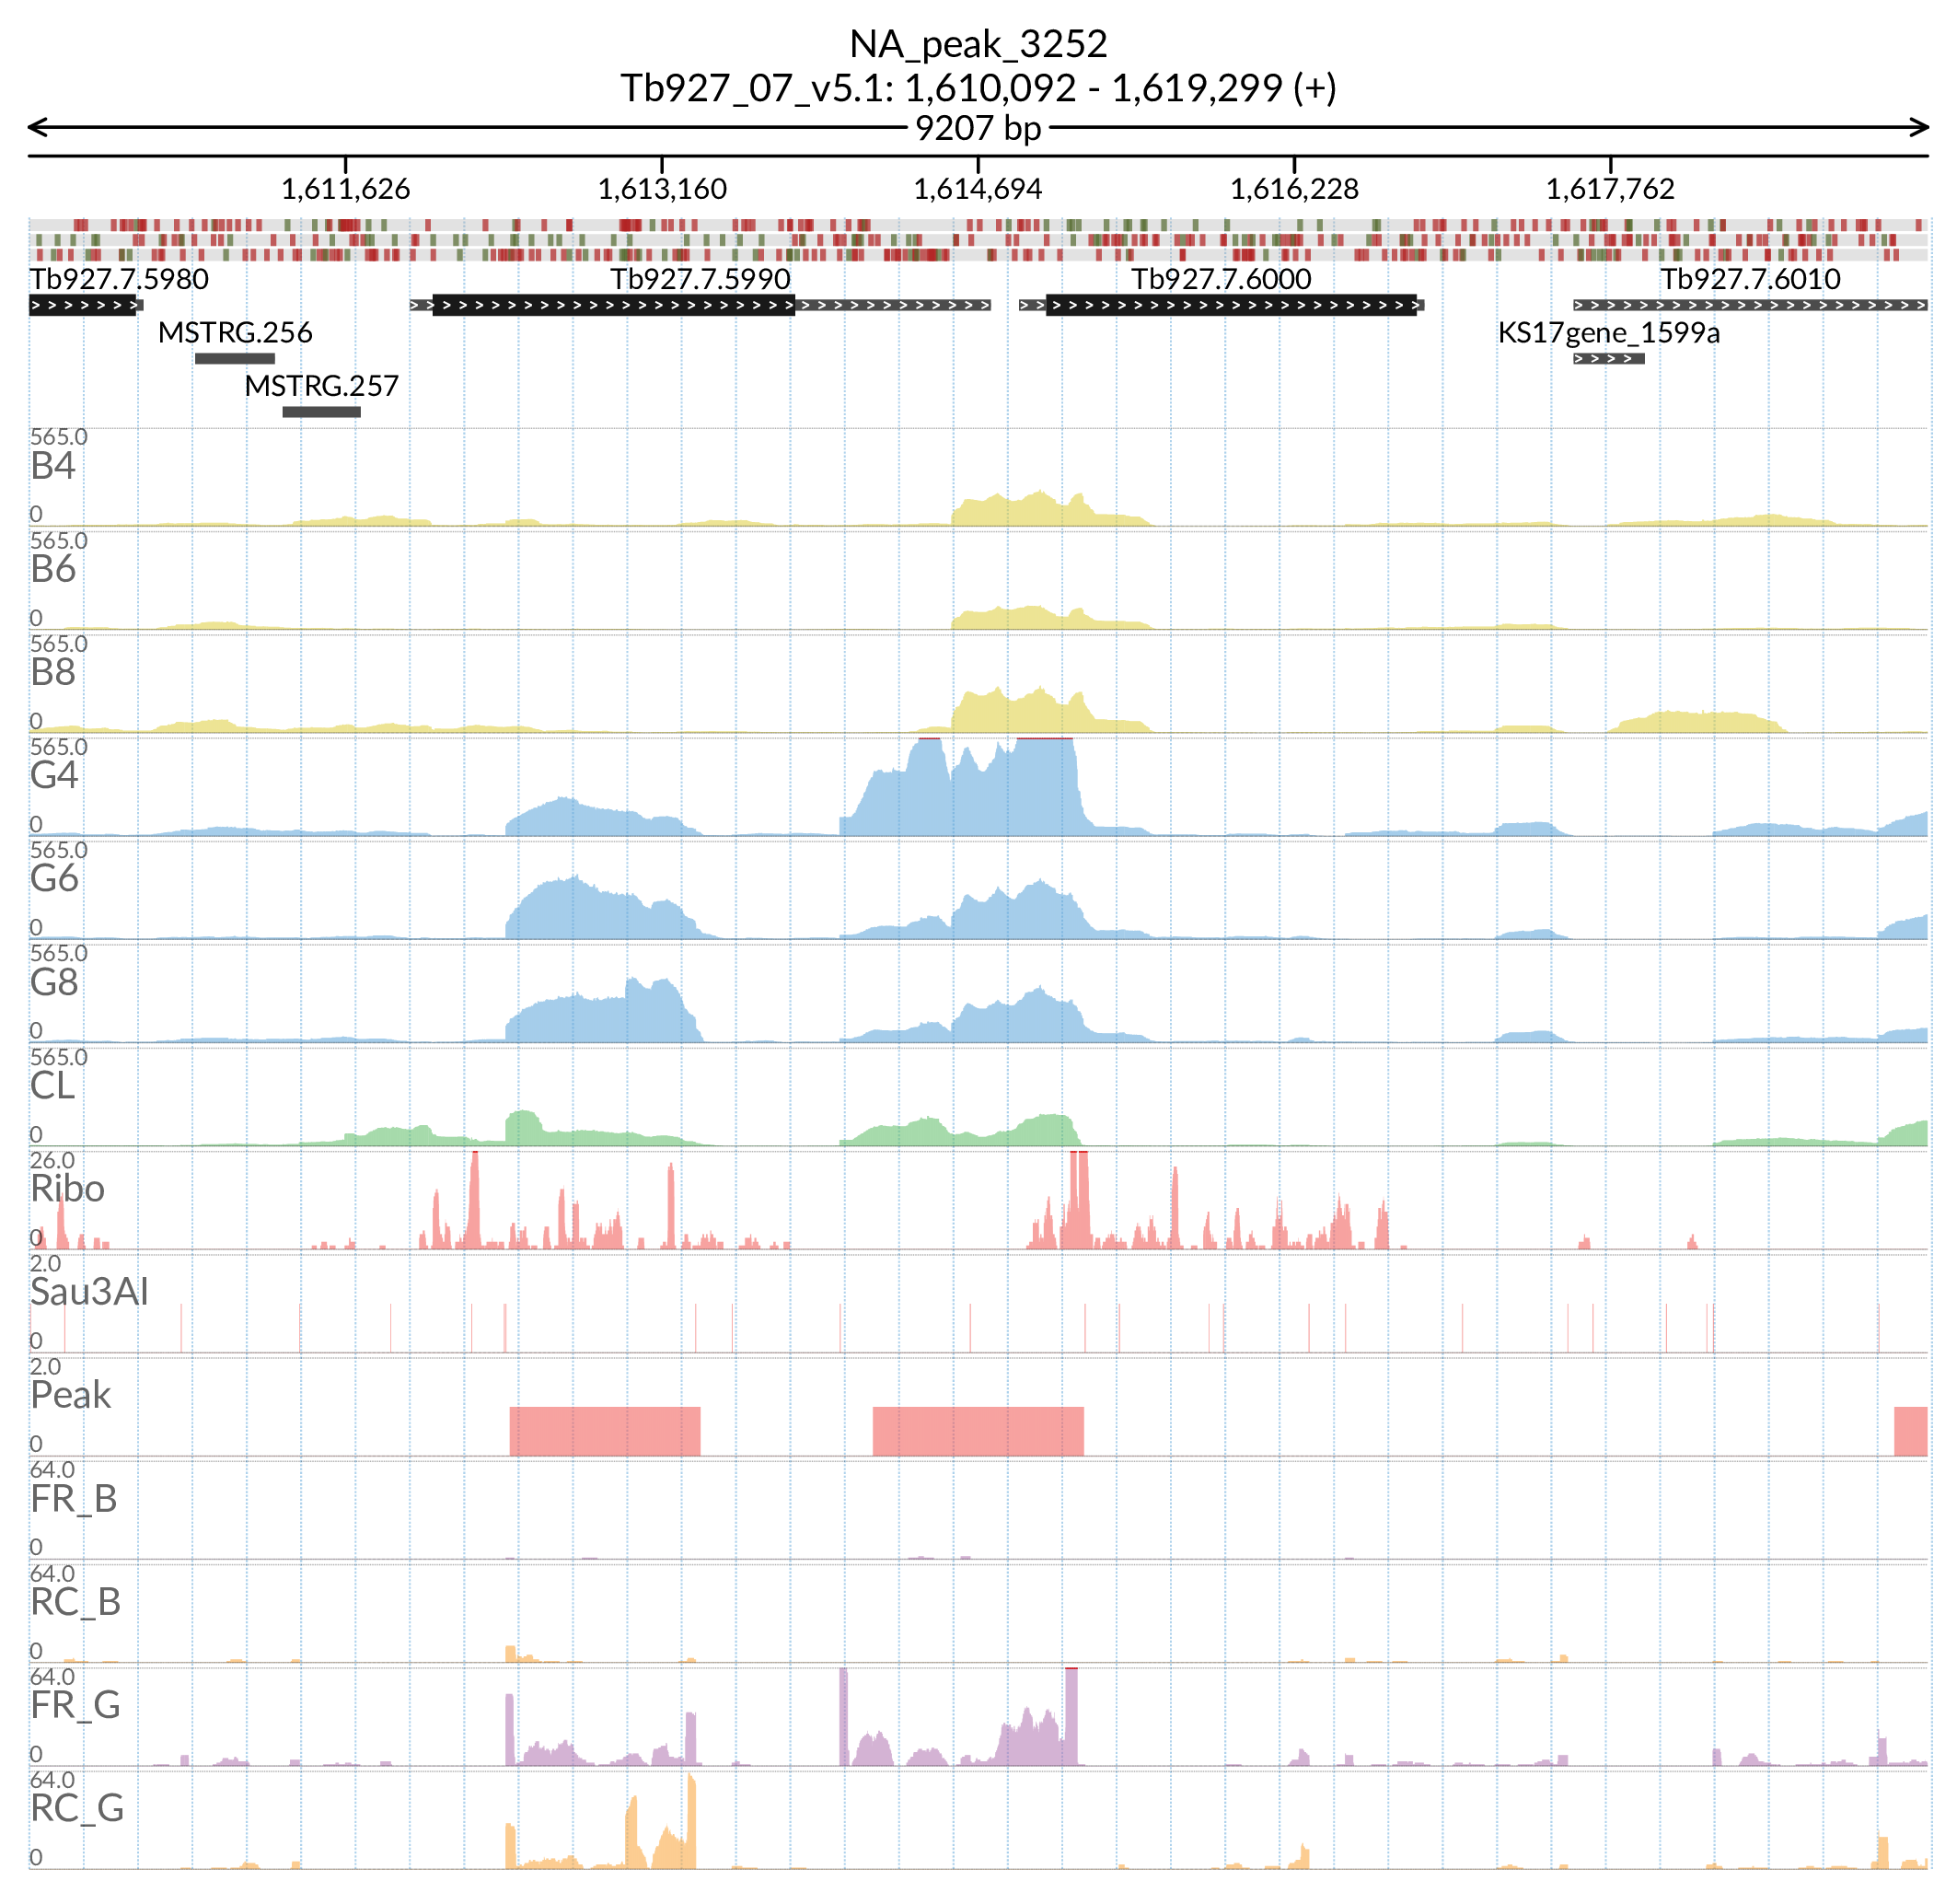 NA_peak_3252
Tb927_07_v5.1: 1,610,092 - 1,619,299 (+)
9207 bp
1,611,626 1,613,160 1,614,694 1,616,228 1,617,762
Tb927.7.5980 Tb927.7.5990 Tb927.7.6000 Tb927.7.6010
MSTRG.256 KS17gene_1599a
MSTRG.257
565.0
B4
0
565.0
B6
0
565.0
B8
0
565.0
G4
0
565.0
G6
0
565.0
G8
0
565.0
CL
0
26.0
Ribo
0
2.0
Sau3AI
0
2.0
Peak
0
64.0
FR_B
0
64.0
RC_B
0
64.0
FR_G
0
64.0
RC_G
0